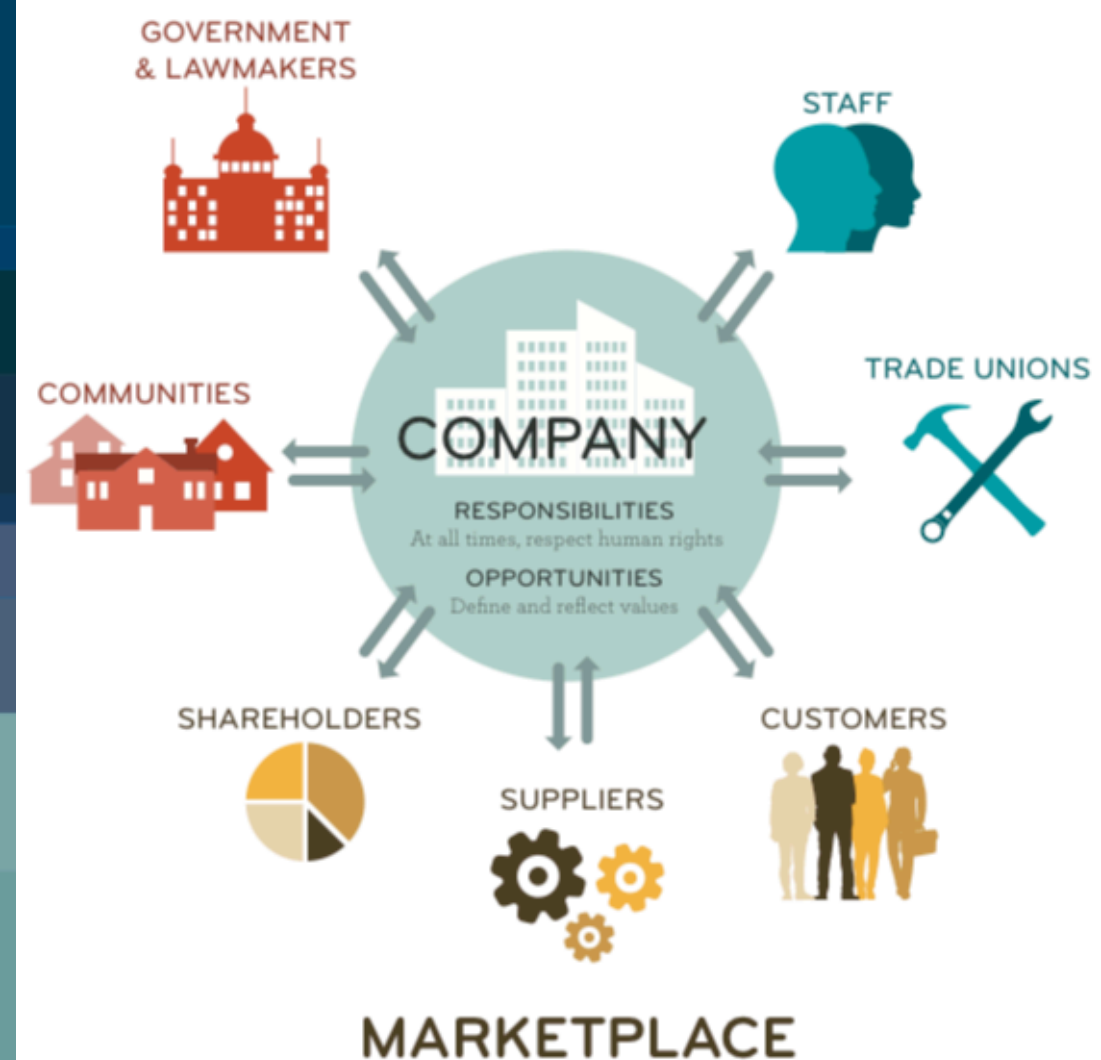 GOVERNMENT
& LAWMAKERS
STAFF
COMMUNITIES
TRADE UNIONS
COMPANY
RESPONSIBILITIES
At all times, respect human rights
OPPORTUNITIES
Define and reflect values
SHAREHOLDERS
CUSTOMERS
SUPPLIERS
MARKETPLACE